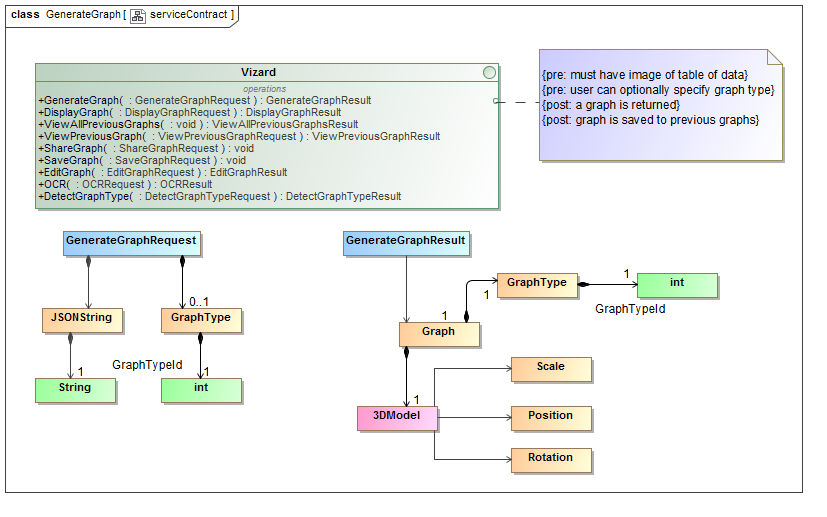 class GenerateGraph [ serviceContract ]
Vizard
operations
+GenerateGraph( : GenerateGraphRequest ) : GenerateGraphResult
+DisplayGraph( : DisplayGraphRequest ) : DisplayGraphResult
+ViewAllPreviousGraphs( : void ) : ViewAllPreviousGraphsResult
+ViewPreviousGraph( : ViewPreviousGraphRequest ) : ViewPreviousGraphResult
+ShareGraph( : ShareGraphRequest ) : void
+SaveGraph( : SaveGraphRequest ) : void
+EditGraph( : EditGraphRequest ) : EditGraphResult
+OCR( : OCRRequest ) : OCRResult
+DetectGraphType( : DetectGraphTypeRequest ) : DetectGraphTypeResult
{pre: must have image of table of data}
{pre: user can optionally specify graph type}
{post: a graph is returned}
{post: graph is saved to previous graphs}
GenerateGraphRequest
0..1
JSONString
GraphType
GraphTypeId
1
1
String
int
GenerateGraphResult
GraphType
1
int
GraphTypeId
1
1
Graph
1
3DModel
Scale
Position
Rotation